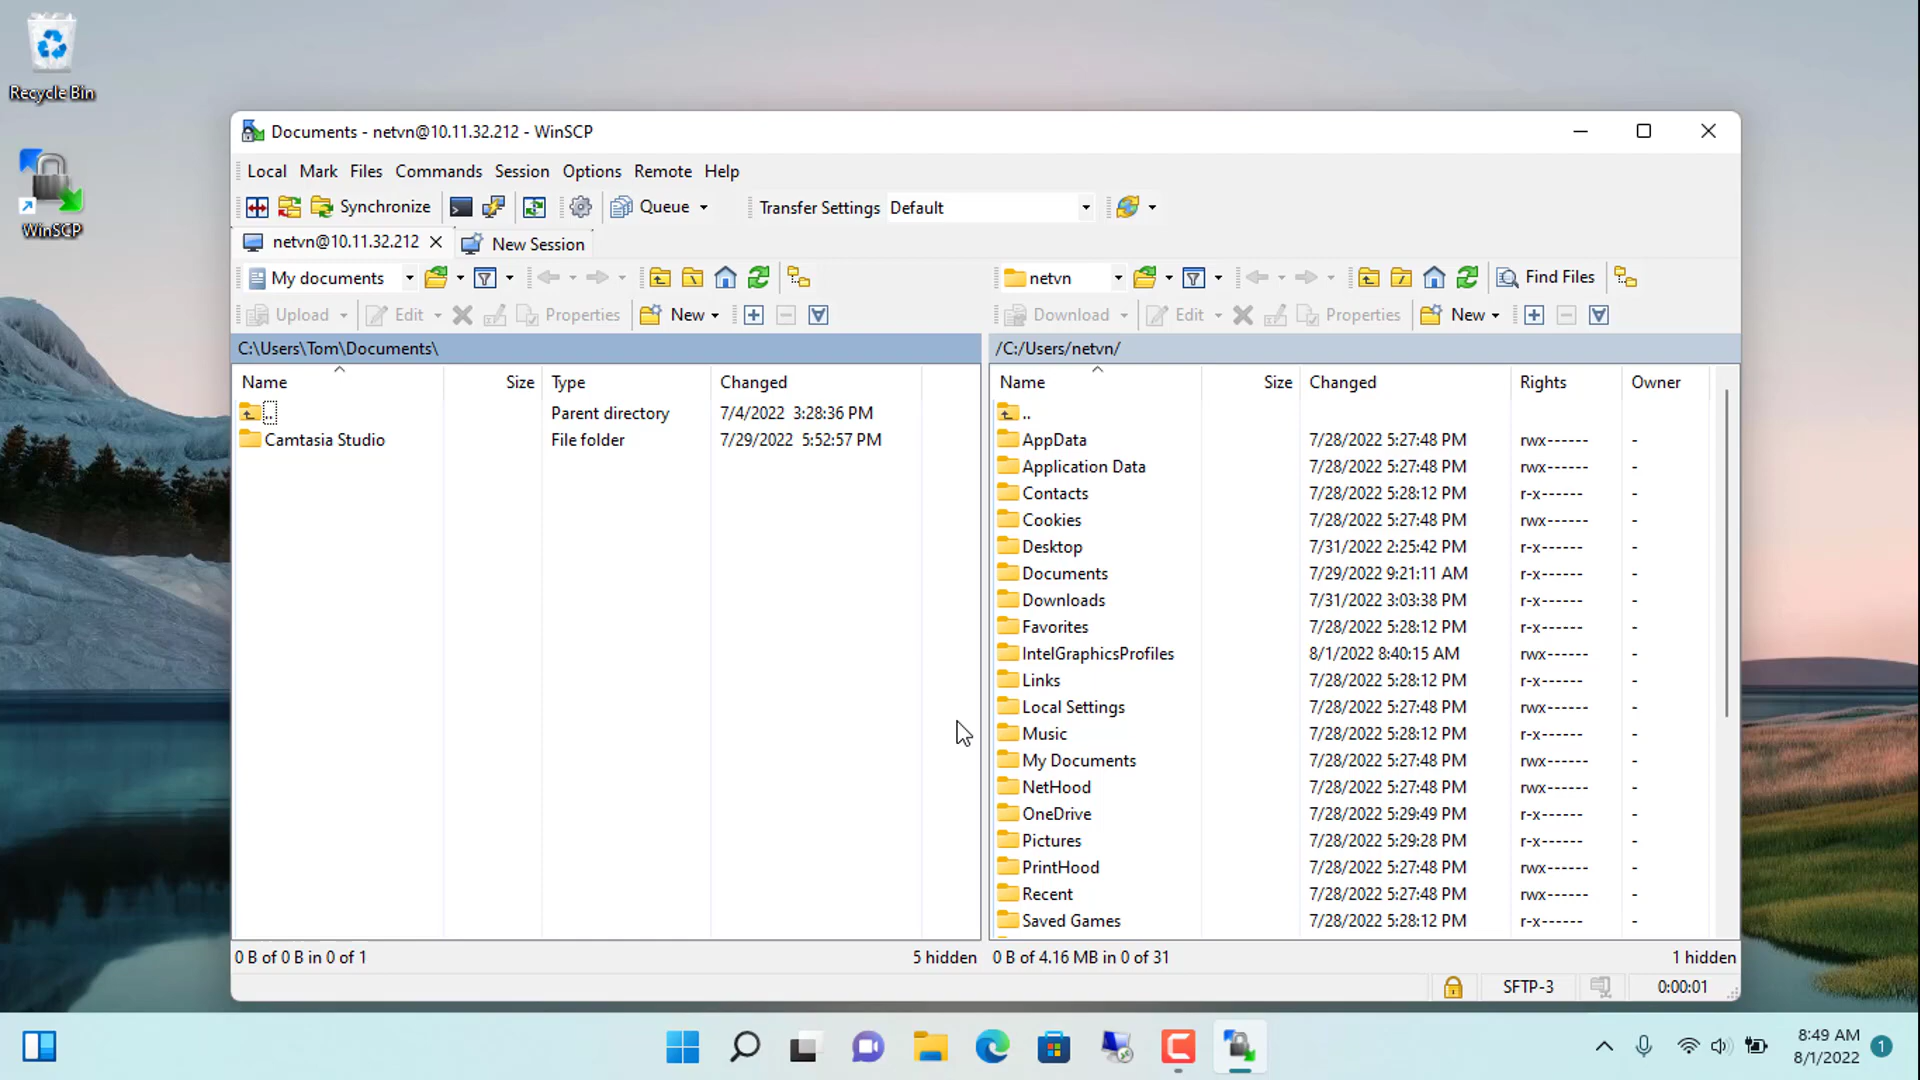 Recycle Bin
WinSCP
Documents - netvn@10.11.32.212 - WinSCP
Local Mark Files Commands Session Options Remote Help
Synchronize Queue Transfer Settings Default
netvn@10.11.32.212 New Session
My documents netvn Find Files
Upload Edit Properties New Download Edit Properties New
C:\Users\Tom\Documents\ /C:/Users/netvn/
Name Size Type Changed Name Size Changed Rights Owner
.. Parent directory 7/4/2022 3:28:36 PM ..
Camtasia Studio File folder 7/29/2022 5:52:57 PM AppData 7/28/2022 5:27:48 PM rwx------ -
Application Data 7/28/2022 5:27:48 PM rwx------ -
Contacts 7/28/2022 5:28:12 PM r-x------ -
Cookies 7/28/2022 5:27:48 PM rwx------ -
Desktop 7/31/2022 2:25:42 PM r-x------ -
Documents 7/29/2022 9:21:11 AM r-x------ -
Downloads 7/31/2022 3:03:38 PM r-x------ -
Favorites 7/28/2022 5:28:12 PM r-x------ -
IntelGraphicsProfiles 8/1/2022 8:40:15 AM rwx------ -
Links 7/28/2022 5:28:12 PM r-x------ -
Local Settings 7/28/2022 5:27:48 PM rwx------ -
Music 7/28/2022 5:28:12 PM r-x------ -
My Documents 7/28/2022 5:27:48 PM rwx------ -
NetHood 7/28/2022 5:27:48 PM rwx------ -
OneDrive 7/28/2022 5:29:49 PM r-x------ -
Pictures 7/28/2022 5:29:28 PM r-x------ -
PrintHood 7/28/2022 5:27:48 PM rwx------ -
Recent 7/28/2022 5:27:48 PM rwx------ -
Saved Games 7/28/2022 5:28:12 PM r-x------ -
0 B of 0 B in 0 of 1 5 hidden 0 B of 4.16 MB in 0 of 31 1 hidden
SFTP-3 0:00:01
8:49 AM
8/1/2022 1